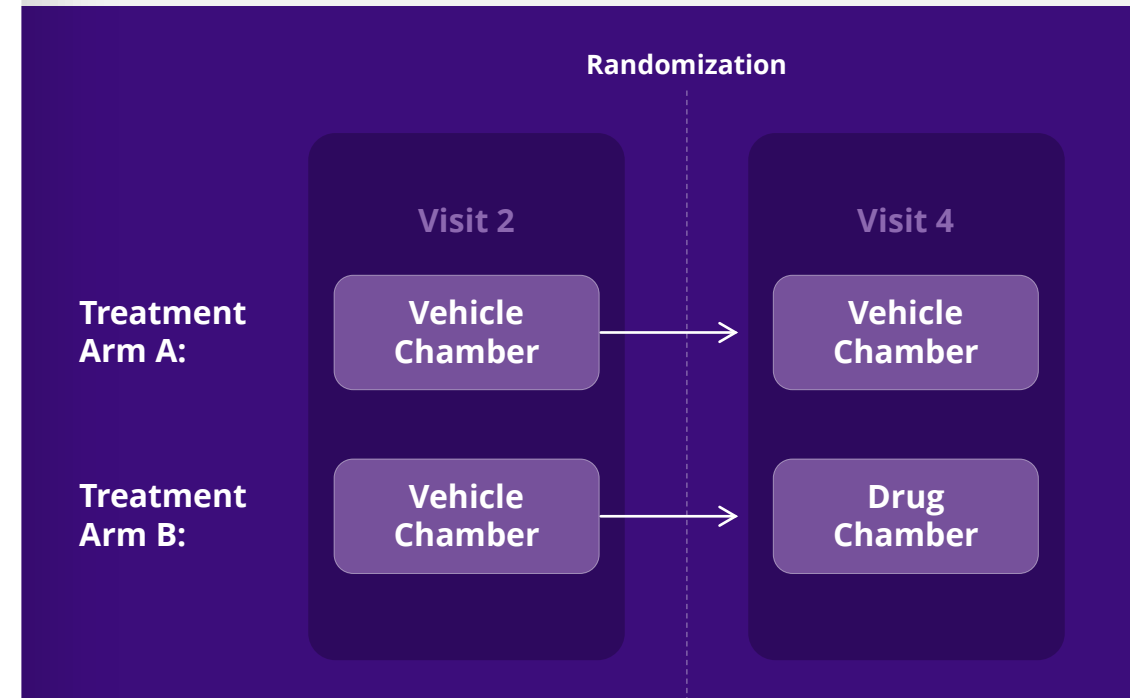 Randomization
Visit 2
Visit 4
Treatment
Arm A:
Vehicle
Chamber
Vehicle
Chamber
Treatment
Arm B:
Vehicle
Chamber
Drug
Chamber